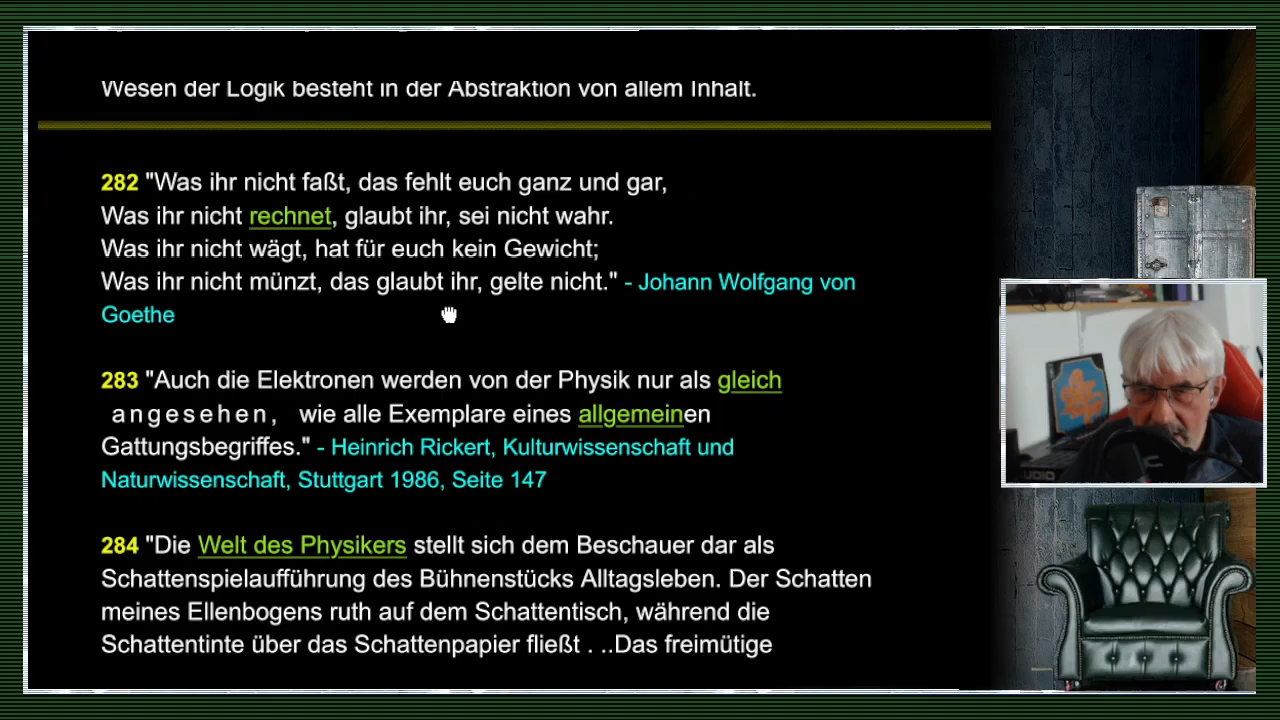 Wesen der Logik besteht in der Abstraktion von allem Inhalt.
282 "Was ihr nicht faßt, das fehlt euch ganz und gar,
Was ihr nicht rechnet, glaubt ihr, sei nicht wahr.
Was ihr nicht wägt, hat für euch kein Gewicht;
Was ihr nicht münzt, das glaubt ihr, gelte nicht." - Johann Wolfgang von
Goethe
283 "Auch die Elektronen werden von der Physik nur als gleich
angesehen, wie alle Exemplare eines allgemeinen
Gattungsbegriffes." - Heinrich Rickert, Kulturwissenschaft und
Naturwissenschaft, Stuttgart 1986, Seite 147
284 "Die Welt des Physikers stellt sich dem Beschauer dar als
Schattenspielaufführung des Bühnenstücks Alltagsleben. Der Schatten
meines Ellenbogens ruth auf dem Schattentisch, während die
Schattentinte über das Schattenpapier fließt . ..Das freimütige
UDIO